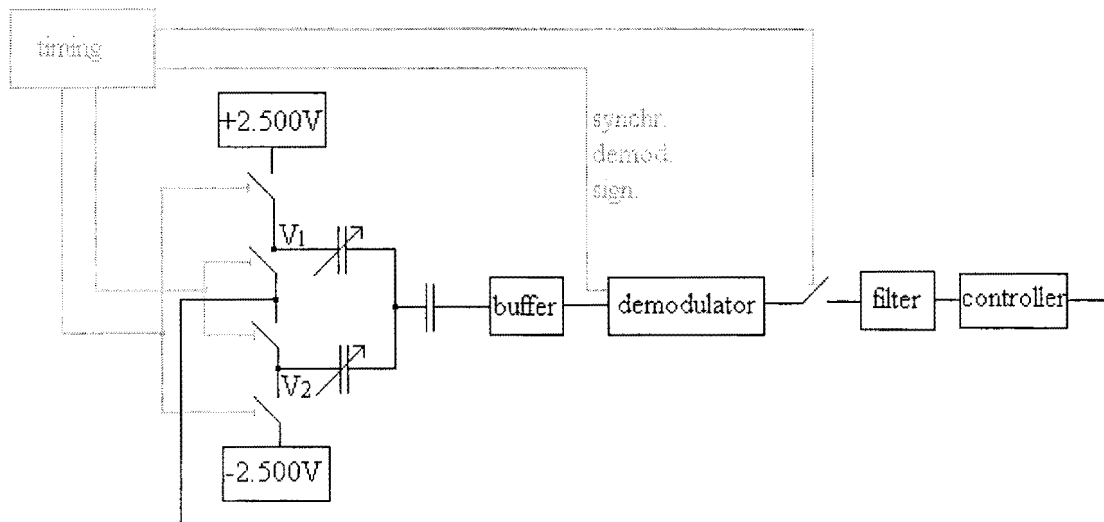 timing
+2.500V
synchr.
demod.
sign.
V1
buffer
demodulator
filter
controller
V2
-2.500V